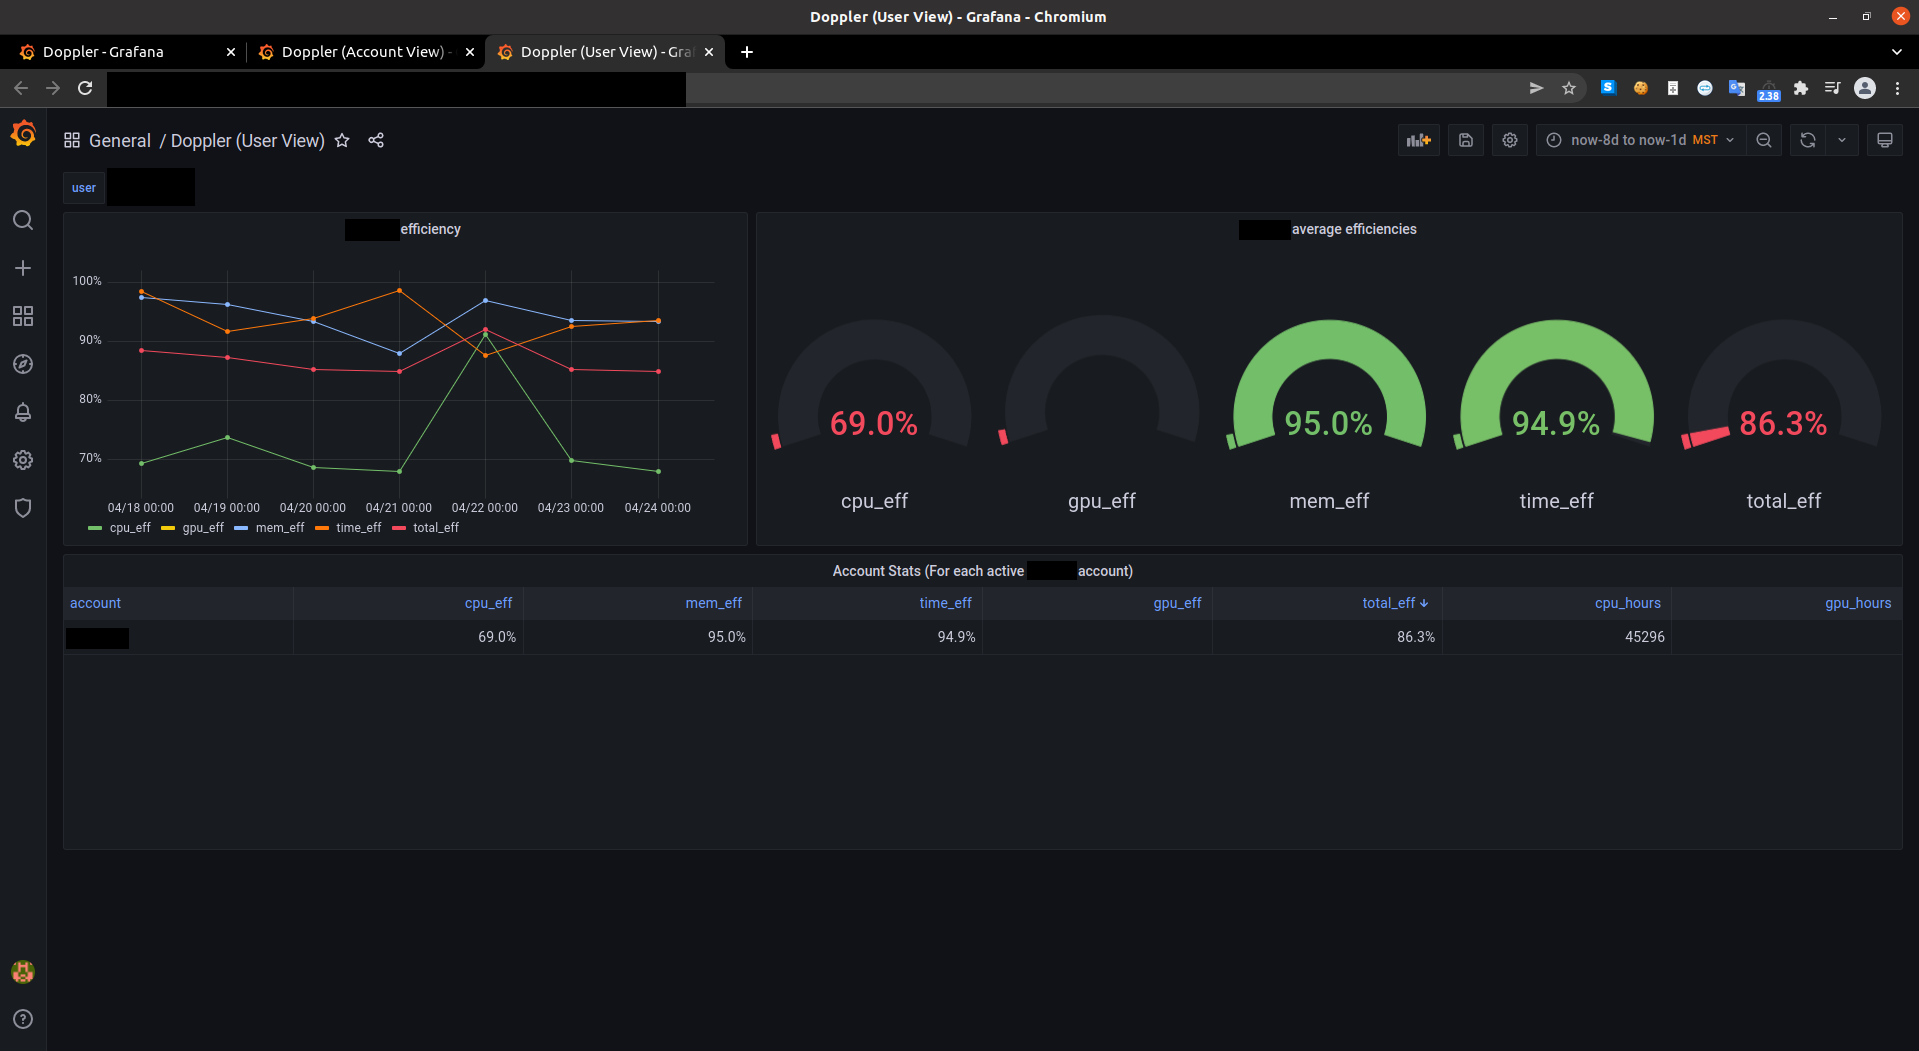 Doppler (User View) - Grafana - Chromium
Doppler - Grafana
Doppler (Account View) -
Doppler (User View) - Gra
2.38
General / Doppler (User View)
now-8d to now-1d MST
user
efficiency
100%
90%
80%
70%
04/18 00:00 04/19 00:00 04/20 00:00 04/21 00:00 04/22 00:00 04/23 00:00 04/24 00:00
cpu_eff gpu_eff mem_eff time_eff total_eff
average efficiencies
69.0% 95.0% 94.9% 86.3%
cpu_eff gpu_eff mem_eff time_eff total_eff
Account Stats (For each active account)
account cpu_eff mem_eff time_eff gpu_eff total_eff cpu_hours gpu_hours
69.0% 95.0% 94.9% 86.3% 45296